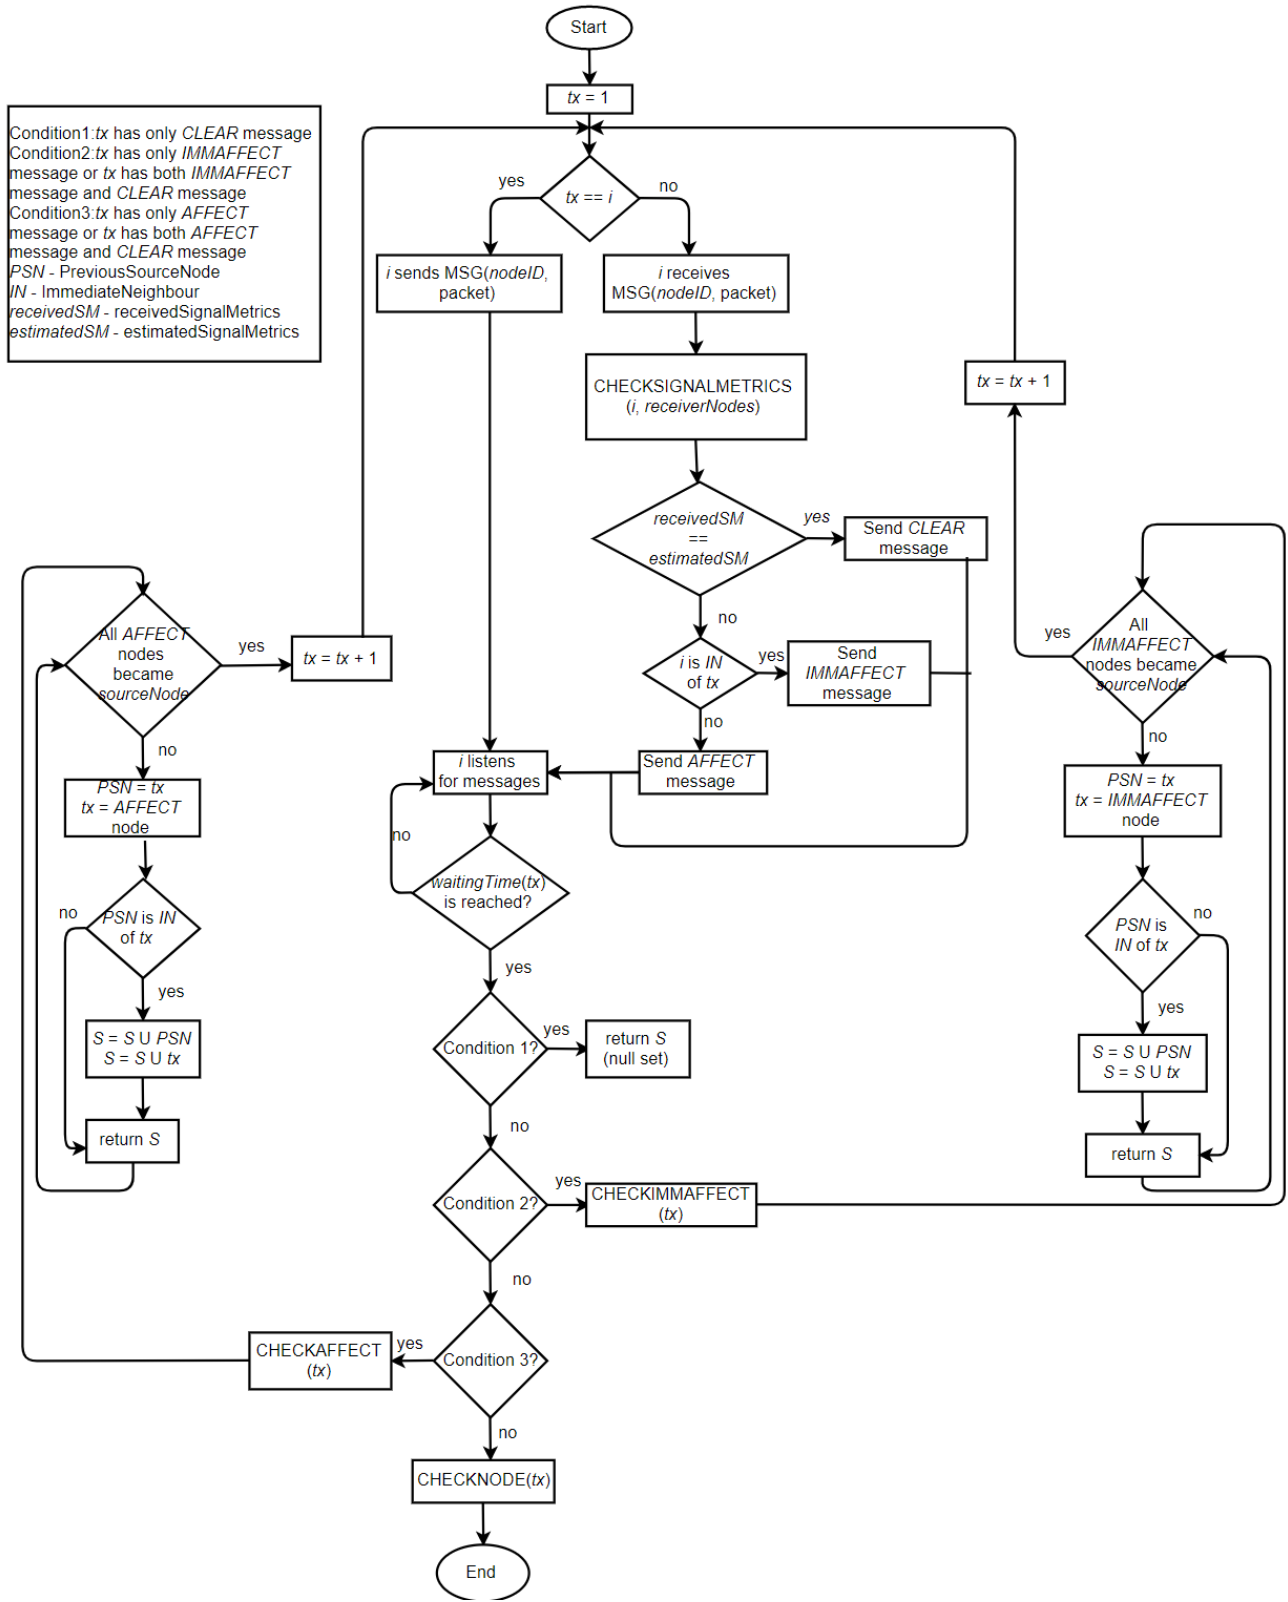 Start
tx = 1
Condition1:tx has only CLEAR message
Condition2:tx has only IMMAFFECT
message or tx has both IMMAFFECT
message and CLEAR message
Condition3:tx has only AFFECT
message or tx has both AFFECT
message and CLEAR message
PSN - PreviousSourceNode
IN - ImmediateNeighbour
receivedSM - receivedSignalMetrics
estimatedSM - estimatedSignalMetrics
yes
tx == i
no
i sends MSG(nodeID,
packet)
i receives
MSG(nodeID, packet)
CHECKSIGNALMETRICS
(i, receiverNodes)
tx = tx + 1
receivedSM
==
estimatedSM
yes
Send CLEAR
message
no
i is IN
of tx
yes
Send
IMMAFFECT
message
no
Send AFFECT
message
All AFFECT
nodes
became
sourceNode
yes
tx = tx + 1
no
PSN = tx
tx = AFFECT
node
no
PSN is IN
of tx
yes
S = S U PSN
S = S U tx
return S
i listens
for messages
no
waitingTime(tx)
is reached?
yes
Condition 1?
yes
return S
(null set)
no
Condition 2?
yes
CHECKIMMAFFECT
(tx)
no
Condition 3?
yes
CHECKAFFECT
(tx)
no
CHECKNODE(tx)
End
yes
All
IMMAFFECT
nodes became
sourceNode
no
PSN = tx
tx = IMMAFFECT
node
PSN is
IN of tx
no
yes
S = S U PSN
S = S U tx
return S